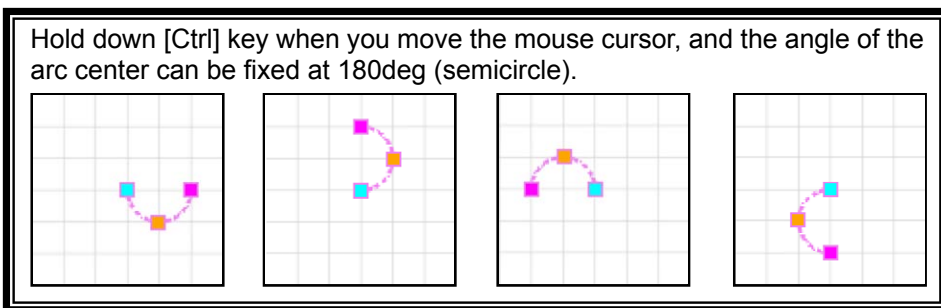 Hold down [Ctrl] key when you move the mouse cursor, and the angle of the
arc center can be fixed at 180deg (semicircle).